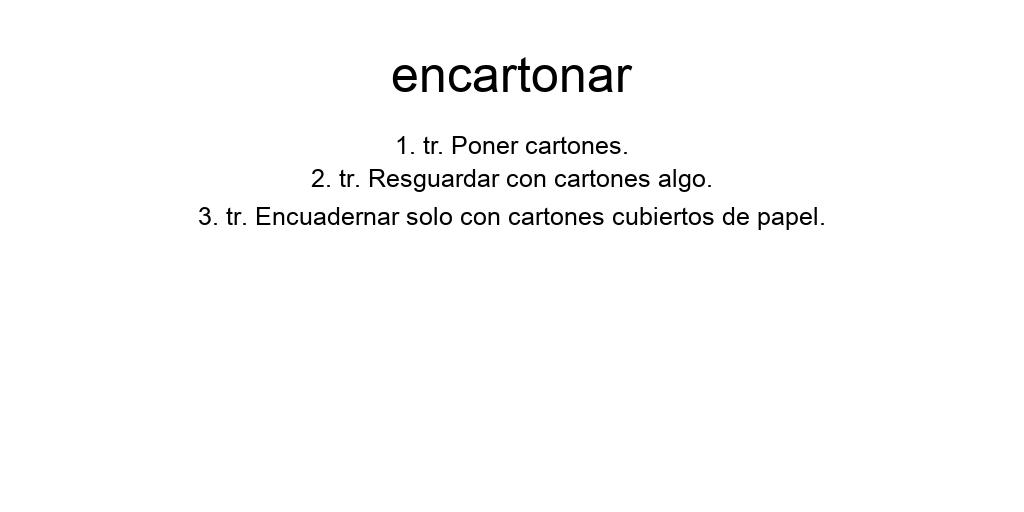 encartonar
1. tr. Poner cartones.
2. tr. Resguardar con cartones algo.
3. tr. Encuadernar solo con cartones cubiertos de papel.